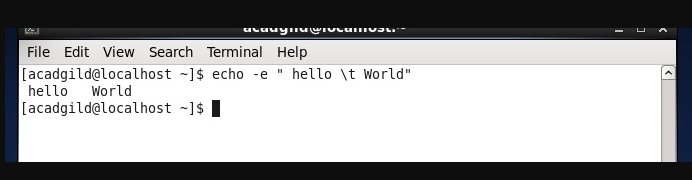 acadgild@localhost:~
File Edit View Search Terminal Help
[acadgild@localhost ~]$ echo -e " hello \t World"
 hello   World
[acadgild@localhost ~]$